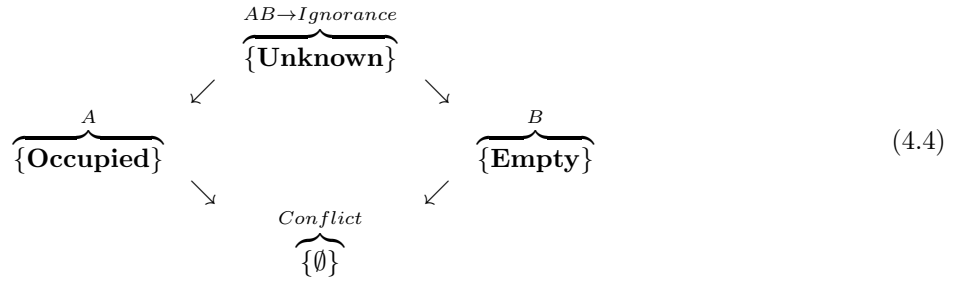 AB→Ignorance
{Unknown}
↙ ↘
A B
{Occupied} {Empty} (4.4)
↘ ↙
Conflict
{∅}